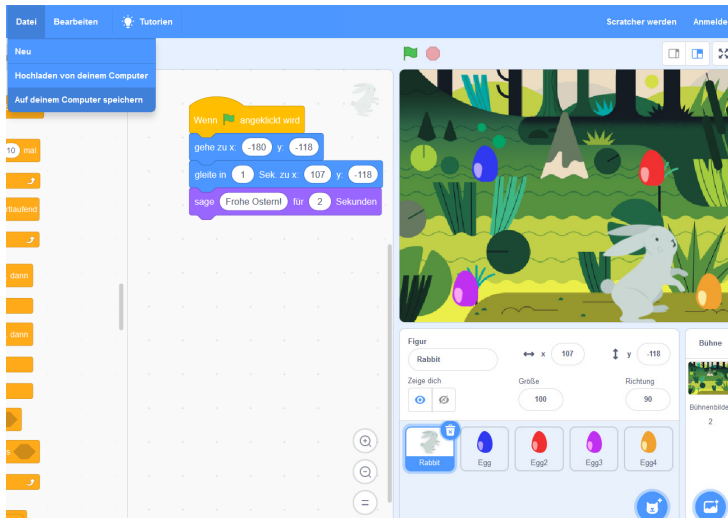 Datei Bearbeiten Tutorien Scratcher werden Anmelde
Neu
Hochladen von deinem Computer
Auf deinem Computer speichern
10 mal
dann
dann
Wenn angeklickt wird
gehe zu x: -180 y: -118
gleite in 1 Sek. zu x: 107 y: -118
sage Frohe Ostern! für 2 Sekunden
Figur
Rabbit x 107 y -118
Zeige dich Größe Richtung
100 90
Rabbit Egg Egg2 Egg3 Egg4
Bühne
Bühnenbilde
2